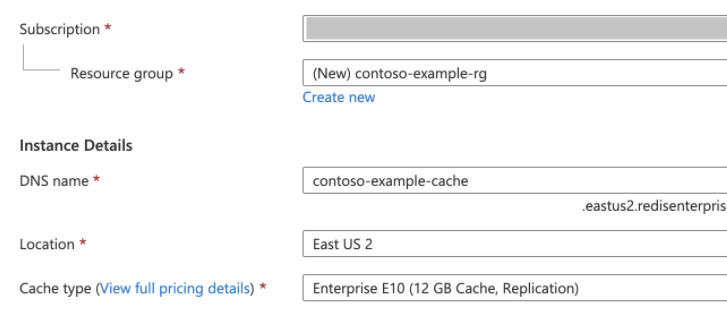 Subscription *
Resource group * (New) contoso-example-rg
Create new
Instance Details
DNS name * contoso-example-cache
.eastus2.redisenterpris
Location * East US 2
Cache type (View full pricing details) * Enterprise E10 (12 GB Cache, Replication)